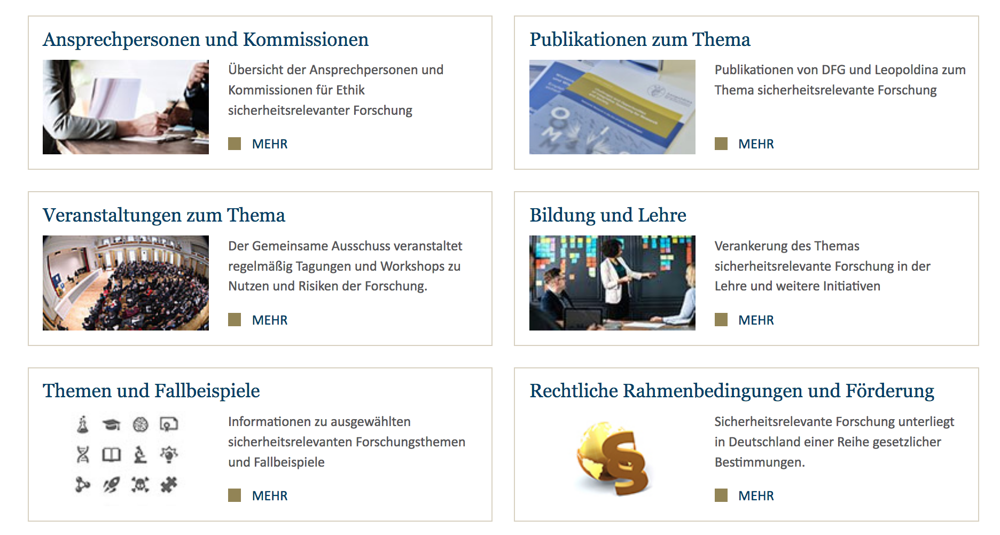 Ansprechpersonen und Kommissionen
Übersicht der Ansprechpersonen und
Kommissionen für Ethik
sicherheitsrelevanter Forschung
MEHR
Publikationen zum Thema
Publikationen von DFG und Leopoldina zum
Thema sicherheitsrelevante Forschung
MEHR
Veranstaltungen zum Thema
Der Gemeinsame Ausschuss veranstaltet
regelmäßig Tagungen und Workshops zu
Nutzen und Risiken der Forschung.
MEHR
Bildung und Lehre
Verankerung des Themas
sicherheitsrelevante Forschung in der
Lehre und weitere Initiativen
MEHR
Themen und Fallbeispiele
Informationen zu ausgewählten
sicherheitsrelevanten Forschungsthemen
und Fallbeispiele
MEHR
Rechtliche Rahmenbedingungen und Förderung
§
Sicherheitsrelevante Forschung unterliegt
in Deutschland einer Reihe gesetzlicher
Bestimmungen.
MEHR